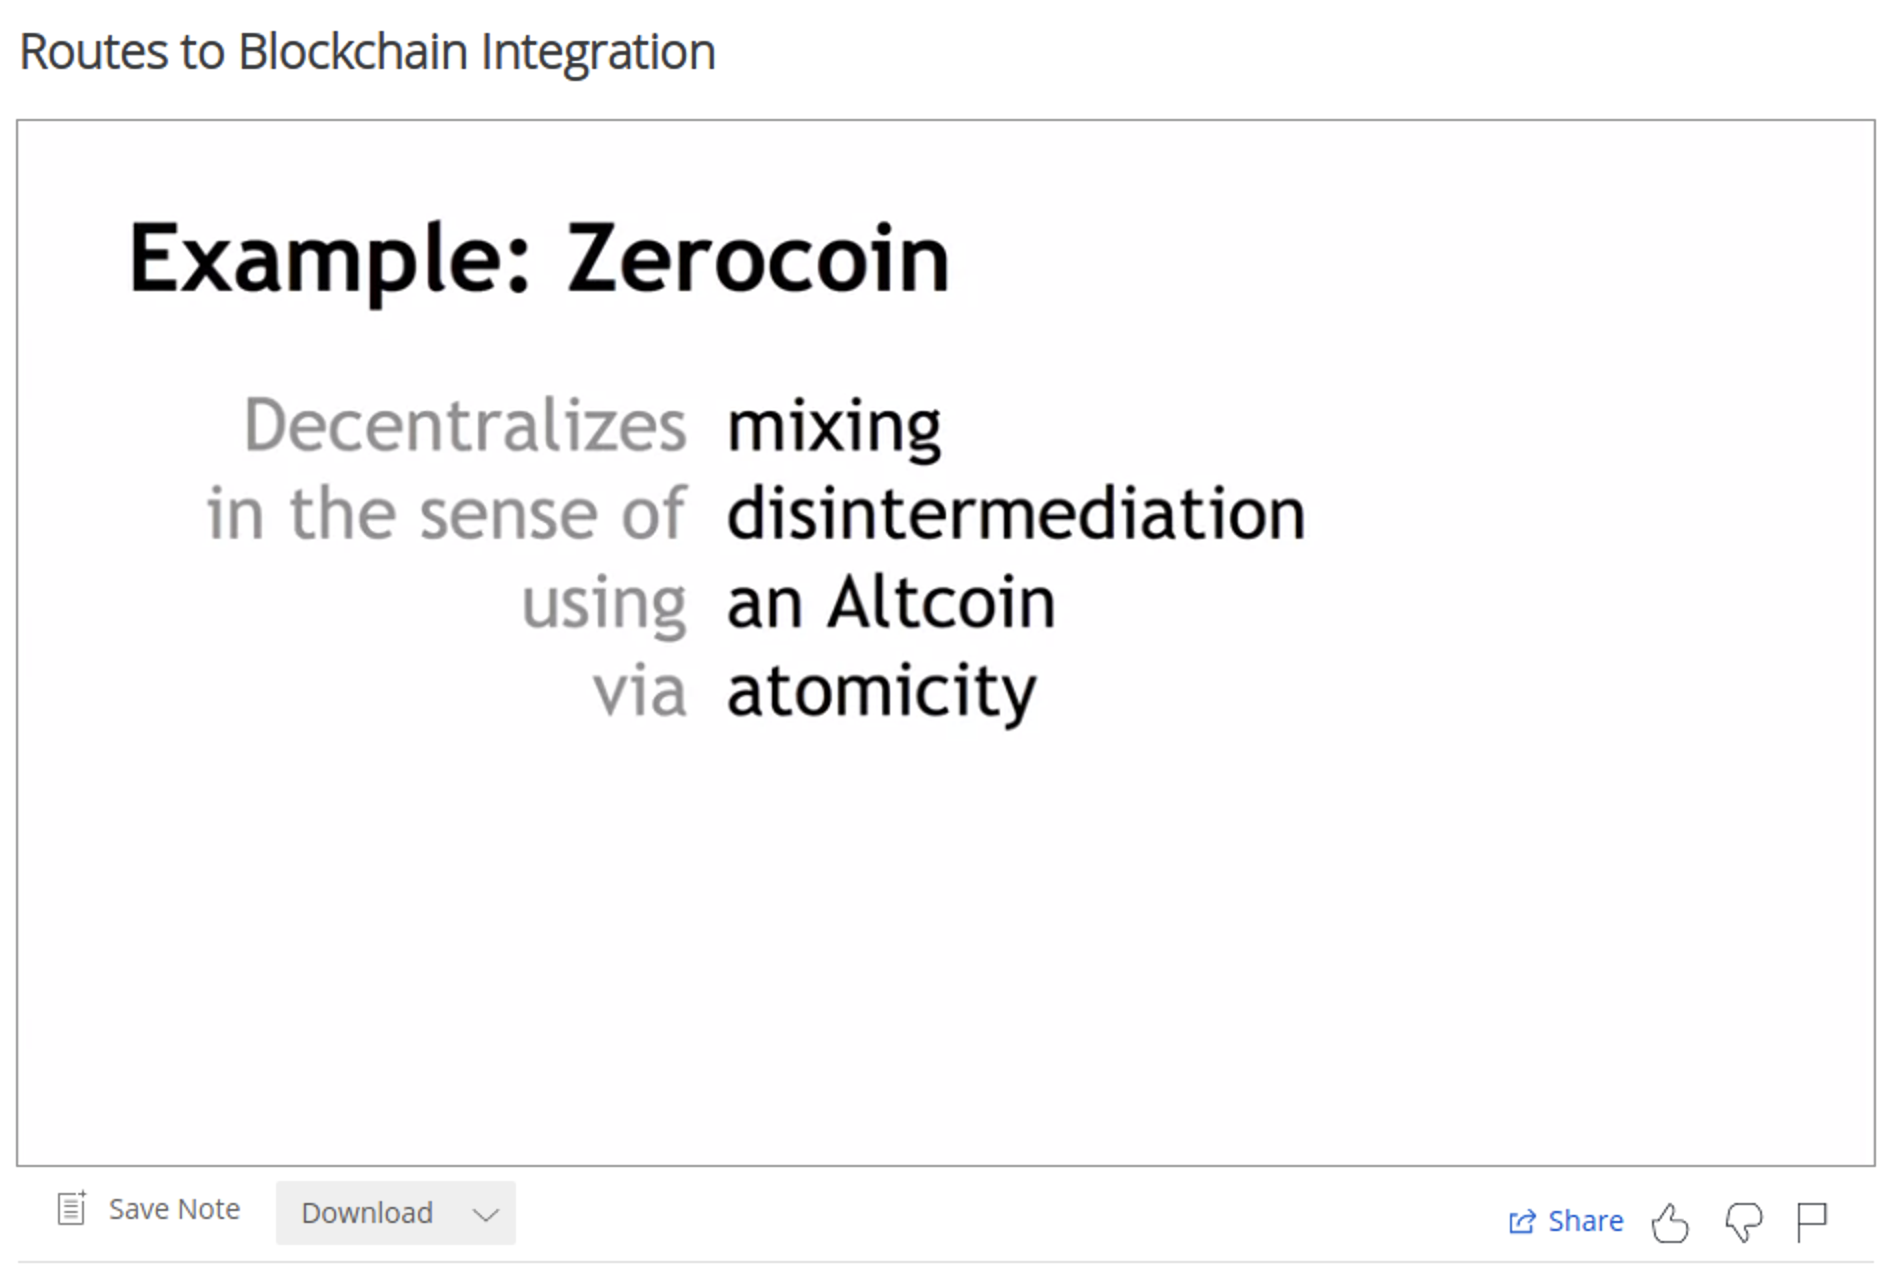 Routes to Blockchain Integration
Example: Zerocoin
Decentralizes mixing
in the sense of disintermediation
using an Altcoin
via atomicity
Save Note
Download
Share